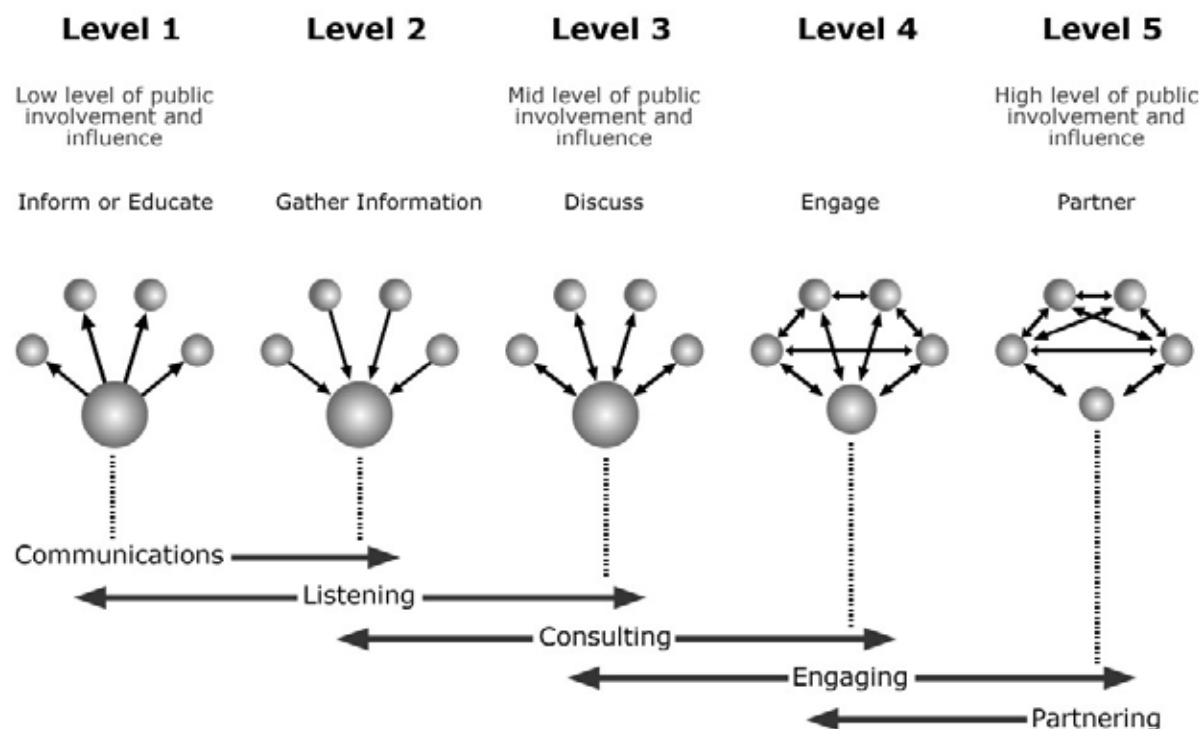 Level 1
Level 2
Level 3
Level 4
Level 5
Low level of public
involvement and
influence
Mid level of public
involvement and
influence
High level of public
involvement and
influence
Inform or Educate
Gather Information
Discuss
Engage
Partner
Communications
Listening
Consulting
Engaging
Partnering